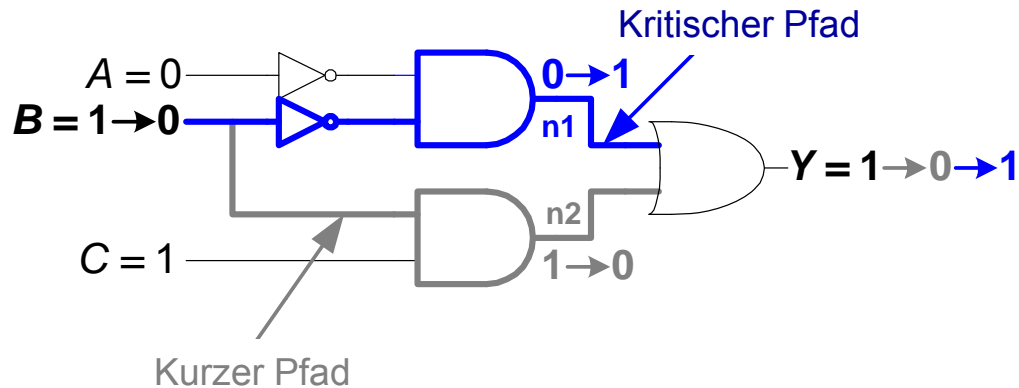 Kritischer Pfad
A = 0
0→1
B = 1→0
n1
Y = 1→0→1
n2
C = 1
1→0
Kurzer Pfad